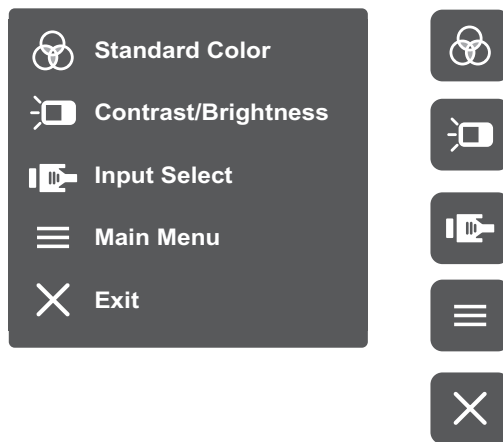 Standard Color
Contrast/Brightness
Input Select
Main Menu
Exit